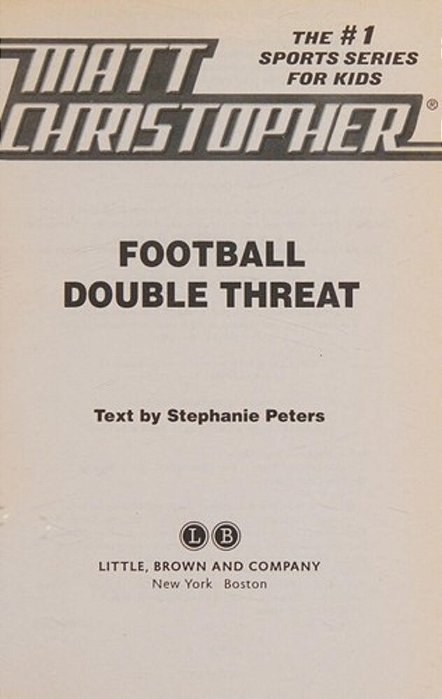 THE #1
SPORTS SERIES
FOR KIDS
MATT
CHRISTOPHER®
FOOTBALL
DOUBLE THREAT
Text by Stephanie Peters
L B
LITTLE, BROWN AND COMPANY
New York Boston